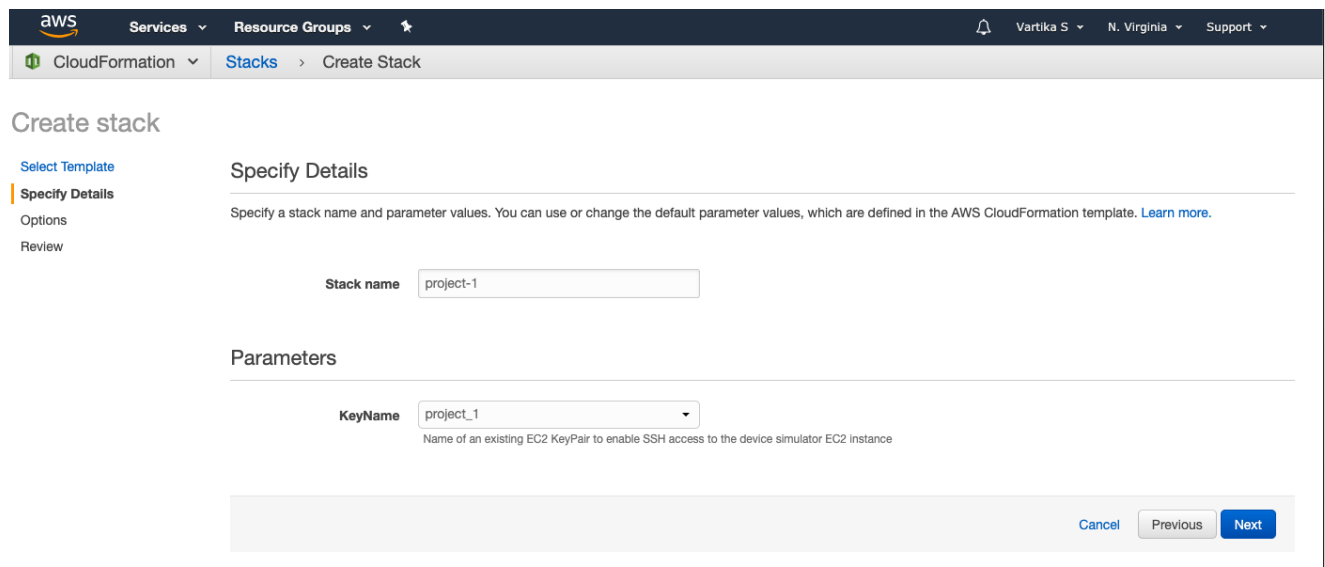 aws Services Resource Groups Vartika S N. Virginia Support
CloudFormation Stacks > Create Stack
Create stack
Select Template
Specify Details
Options
Review
Specify Details
Specify a stack name and parameter values. You can use or change the default parameter values, which are defined in the AWS CloudFormation template. Learn more.
Stack name project-1
Parameters
KeyName project_1
Name of an existing EC2 KeyPair to enable SSH access to the device simulator EC2 instance
Cancel Previous Next